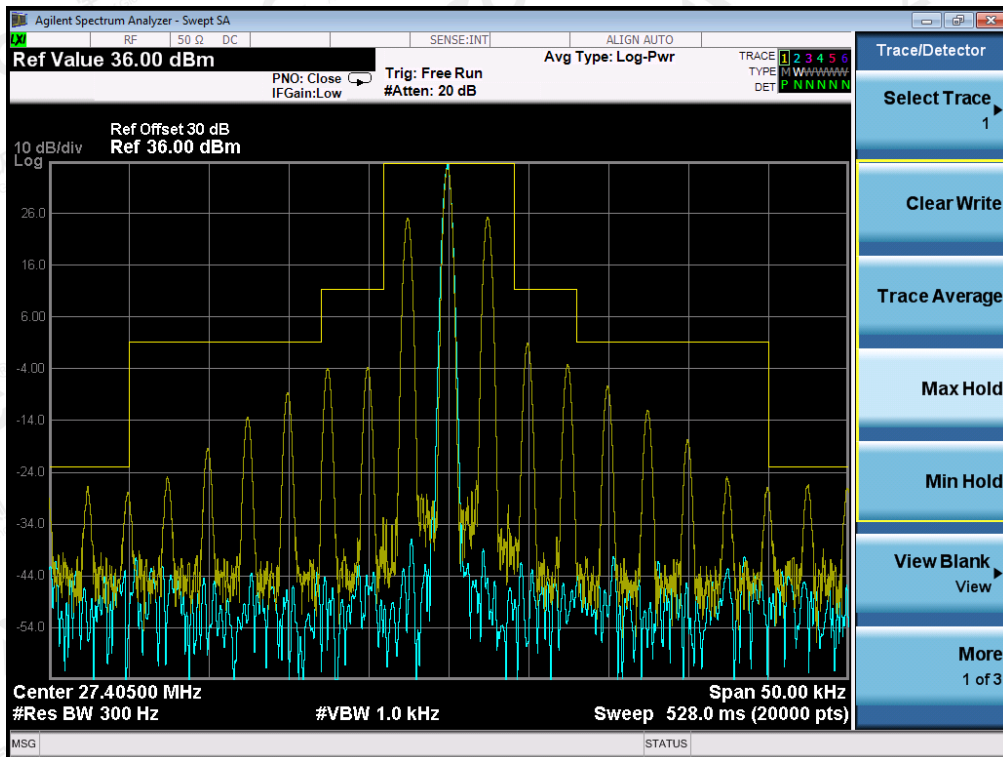 Agilent Spectrum Analyzer - Swept SA
LXI RF 50 Ω DC SENSE:INT ALIGN AUTO
Ref Value 36.00 dBm
PNO: Close
IFGain:Low
Trig: Free Run
#Atten: 20 dB
Avg Type: Log-Pwr
TRACE 1 2 3 4 5 6
TYPE M W W W W W
DET P N N N N N
Ref Offset 30 dB
10 dB/div Ref 36.00 dBm
Log
26.0
16.0
6.00
-4.00
-14.0
-24.0
-34.0
-44.0
-54.0
Center 27.40500 MHz Span 50.00 kHz
#Res BW 300 Hz #VBW 1.0 kHz Sweep 528.0 ms (20000 pts)
MSG STATUS
Trace/Detector
Select Trace
1
Clear Write
Trace Average
Max Hold
Min Hold
View Blank
View
More
1 of 3